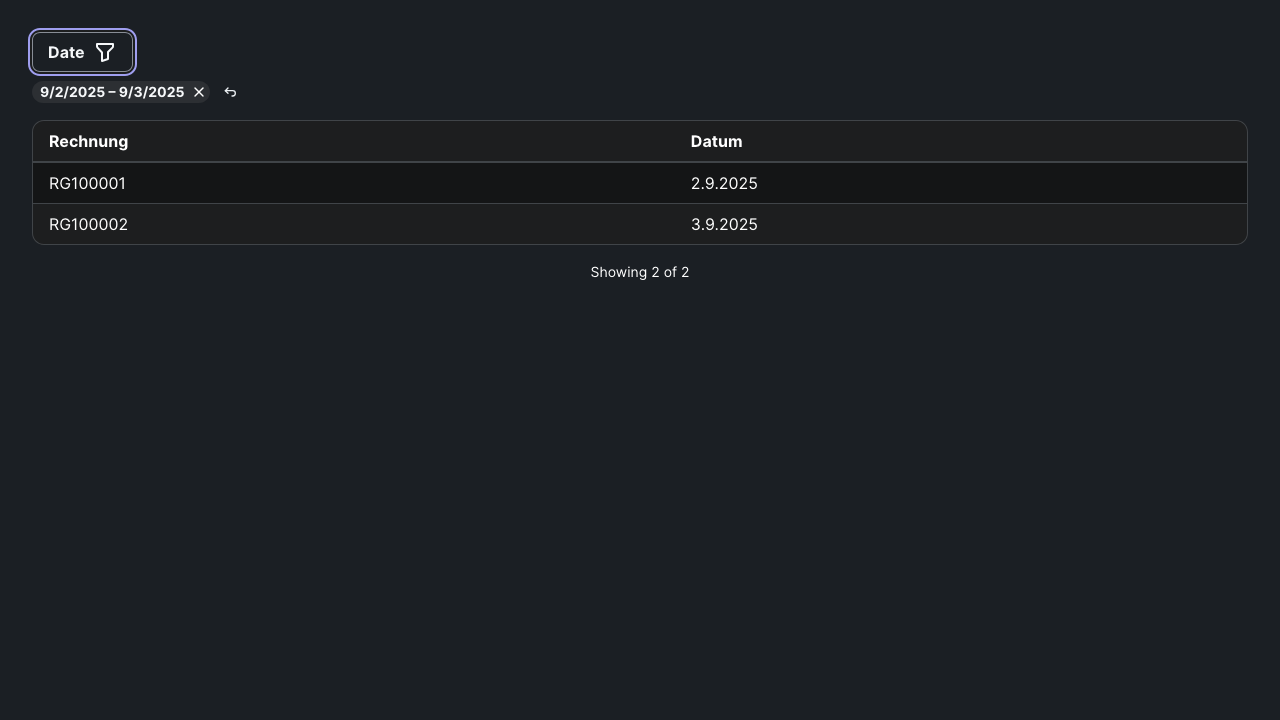 Date
9/2/2025 – 9/3/2025
Rechnung Datum
RG100001 2.9.2025
RG100002 3.9.2025
Showing 2 of 2